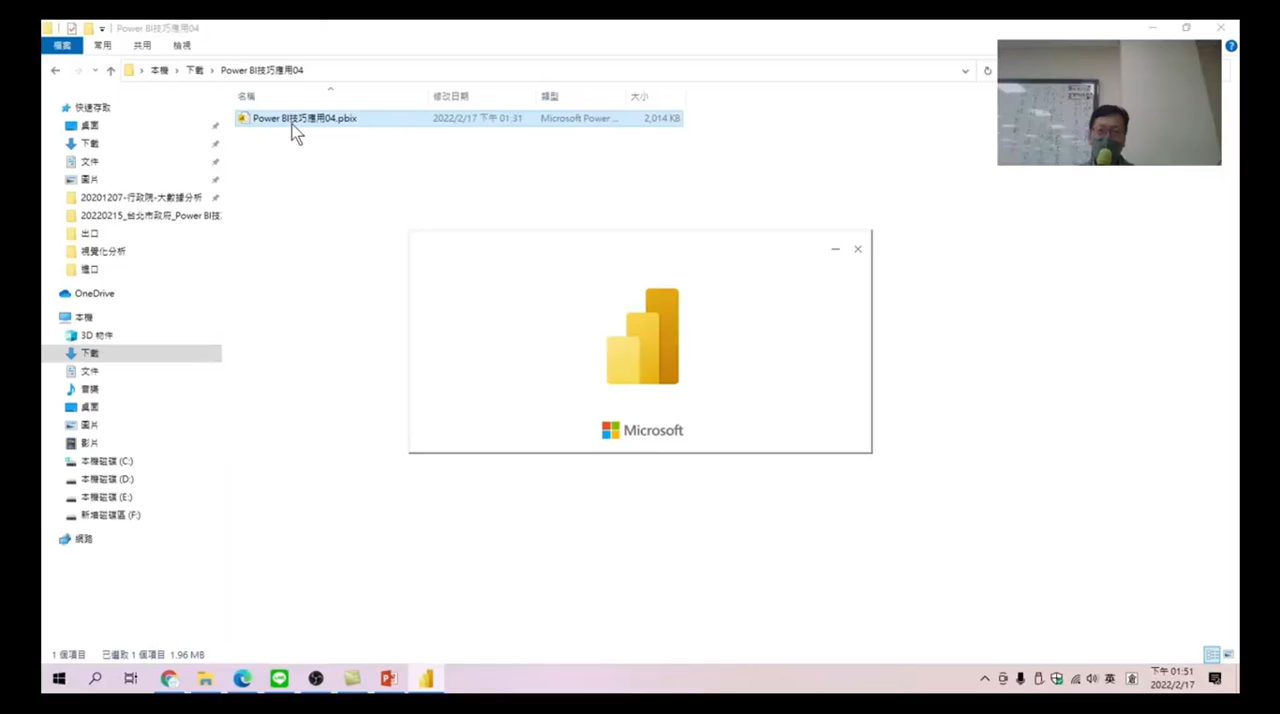 Power BI技巧應用04
檔案 常用 共用 檢視
本機 › 下載 › Power BI技巧應用04
名稱 修改日期 類型 大小
Power BI技巧應用04.pbix 2022/2/17 下午 01:31 Microsoft Power ... 2,014 KB
快速存取
桌面
下載
文件
圖片
20201207-行政院-大數據分析
20220215_台北市政府_Power BI技
出口
視覺化分析
進口
OneDrive
本機
3D 物件
下載
文件
音樂
桌面
圖片
影片
本機磁碟 (C:)
本機磁碟 (D:)
本機磁碟 (E:)
新增磁碟區 (F:)
網路
Microsoft
1 個項目 已選取 1 個項目 1.96 MB
英
下午 01:51
2022/2/17